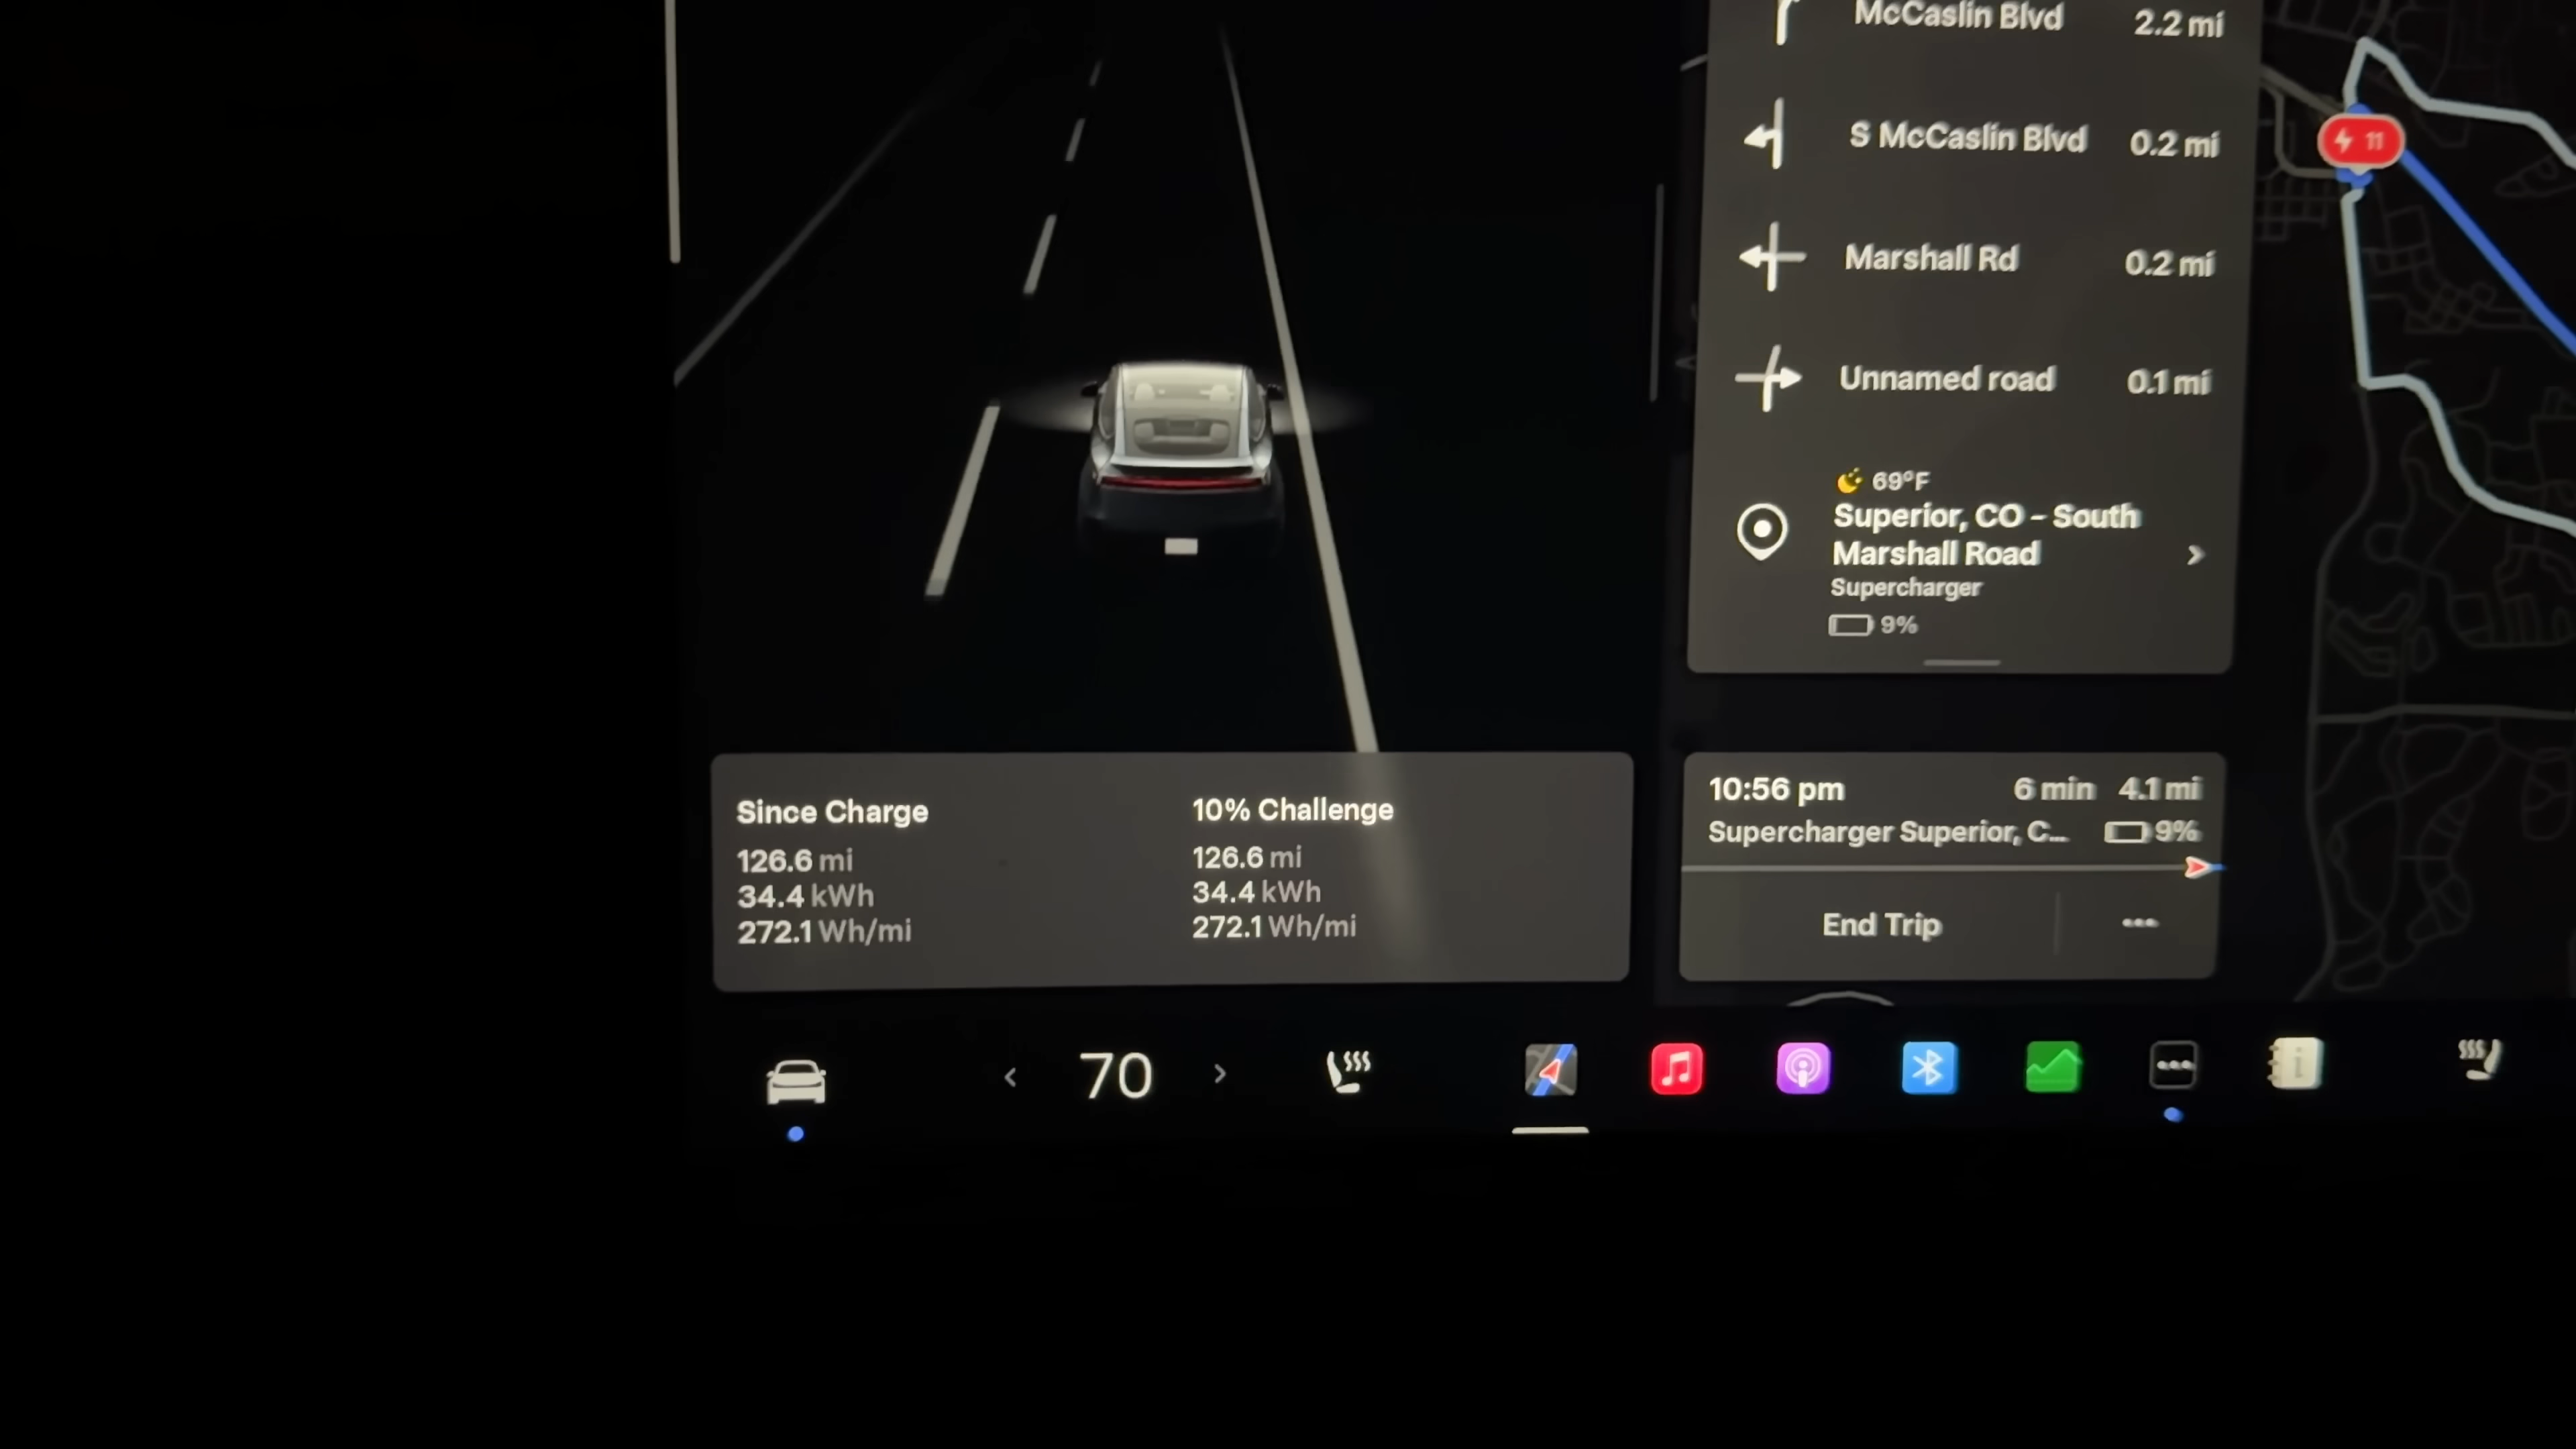 McCaslin Blvd 2.2 mi
S McCaslin Blvd 0.2 mi
Marshall Rd 0.2 mi
Unnamed road 0.1 mi
69°F
Superior, CO - South
Marshall Road
Supercharger
9%
11
Since Charge
126.6 mi
34.4 kWh
272.1 Wh/mi
10% Challenge
126.6 mi
34.4 kWh
272.1 Wh/mi
10:56 pm 6 min 4.1 mi
Supercharger Superior, C... 9%
End Trip
70